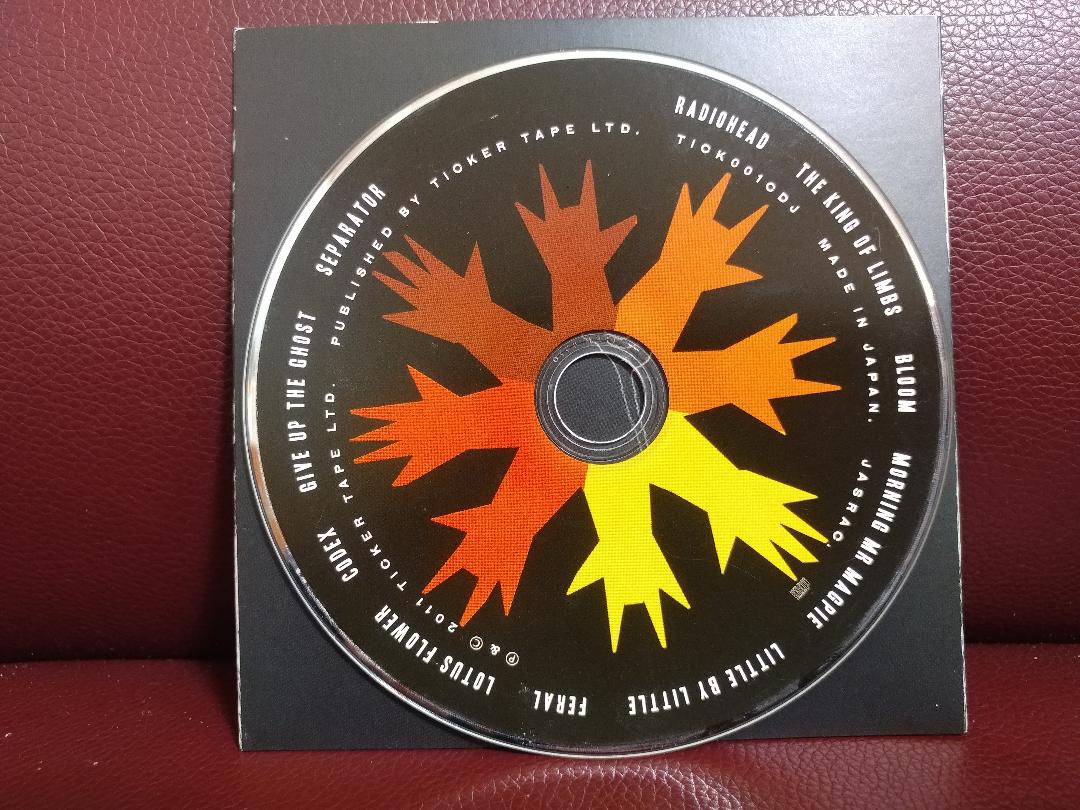 RADIOHEAD
THE KING OF LIMBS
BLOOM
MORNING MR MAGPIE
LITTLE BY LITTLE
FERAL
LOTUS FLOWER
CODEX
GIVE UP THE GHOST
SEPARATOR
TICK001CDJ
MADE IN JAPAN.
JASRAC.
℗ & © 2011 TICKER TAPE LTD. PUBLISHED BY TICKER TAPE LTD.